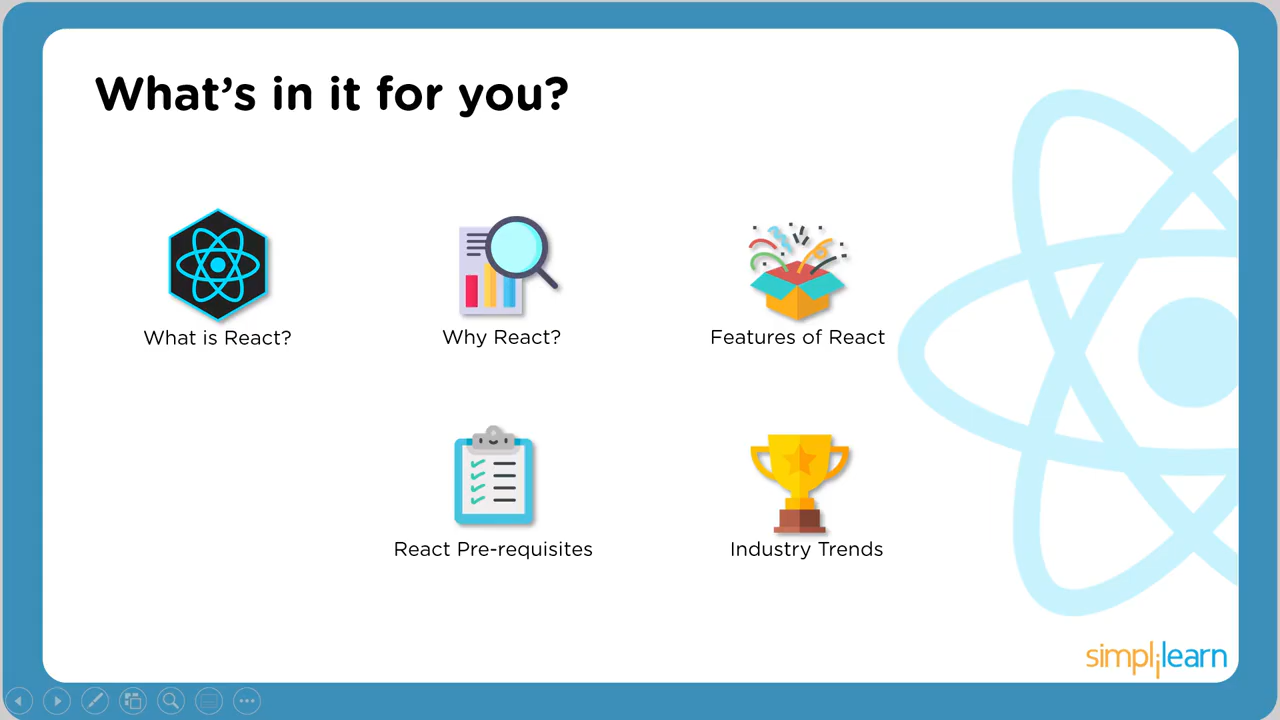 What's in it for you?
What is React?
Why React?
Features of React
React Pre-requisites
Industry Trends
simplilearn